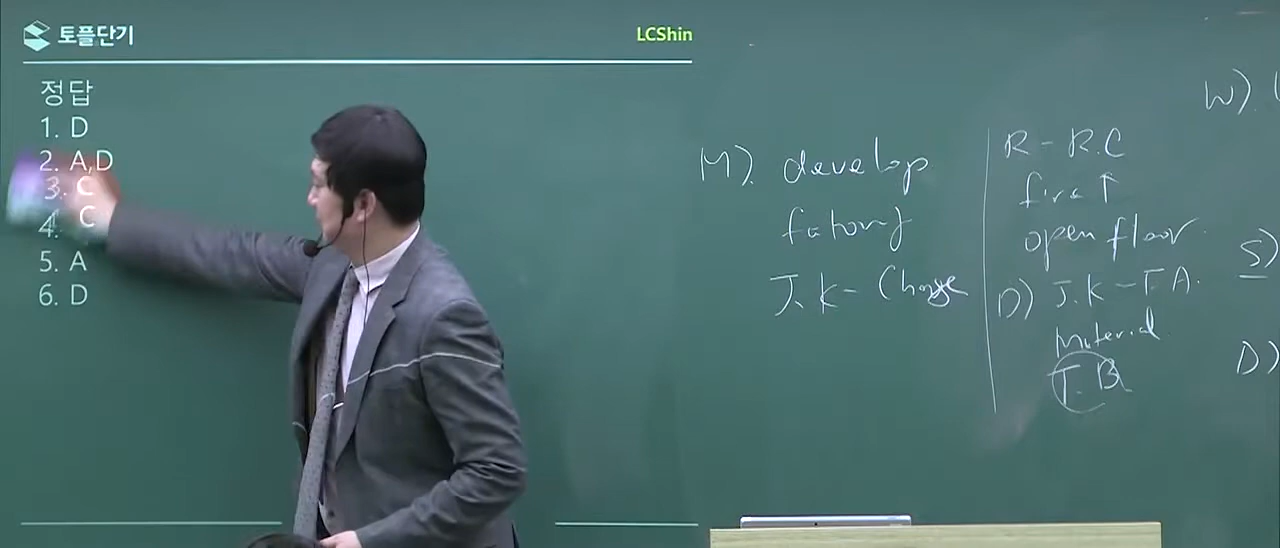 토플단기
LCShin
정답
1. D
2. A,D
3. C
4. C
5. A
6. D
M). develop
J.K - Change
R - R.C
first
open floor
D) J.K - F.A.
Material
T.B
W). (
S)
D)